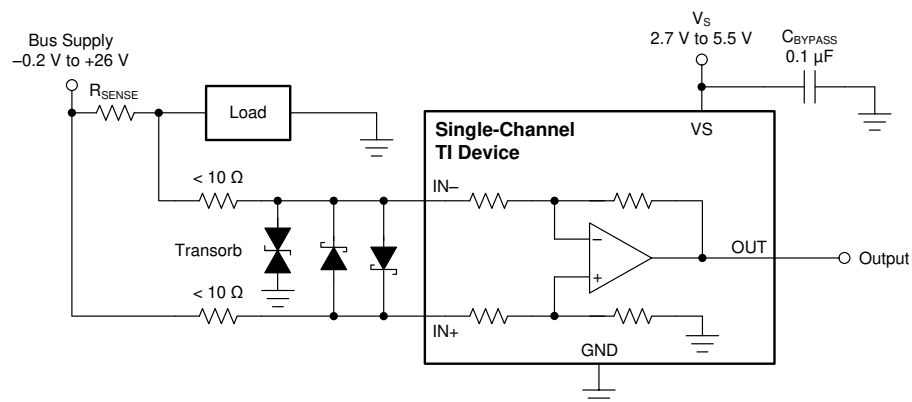 Bus Supply
–0.2 V to +26 V
RSENSE
Load
VS
2.7 V to 5.5 V
CBYPASS
0.1 µF
VS
Single-Channel
TI Device
< 10 Ω
IN–
Transorb
–
+
OUT
Output
< 10 Ω
IN+
GND